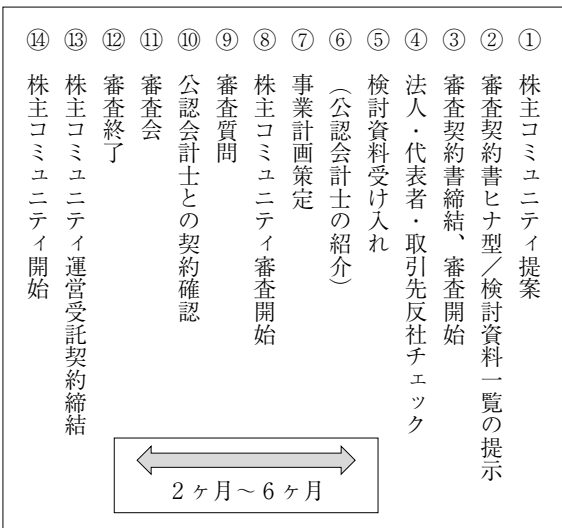 ① 株主コミュニティ提案
② 審査契約書ヒナ型／検討資料一覧の提示
③ 審査契約書締結、審査開始
④ 法人・代表者・取引先反社チェック
⑤ 検討資料受け入れ
⑥ （公認会計士の紹介）
⑦ 事業計画策定
⑧ 株主コミュニティ審査開始
⑨ 審査質問
⑩ 公認会計士との契約確認
⑪ 審査会
⑫ 審査終了
⑬ 株主コミュニティ運営受託契約締結
⑭ 株主コミュニティ開始
2ヶ月～6ヶ月